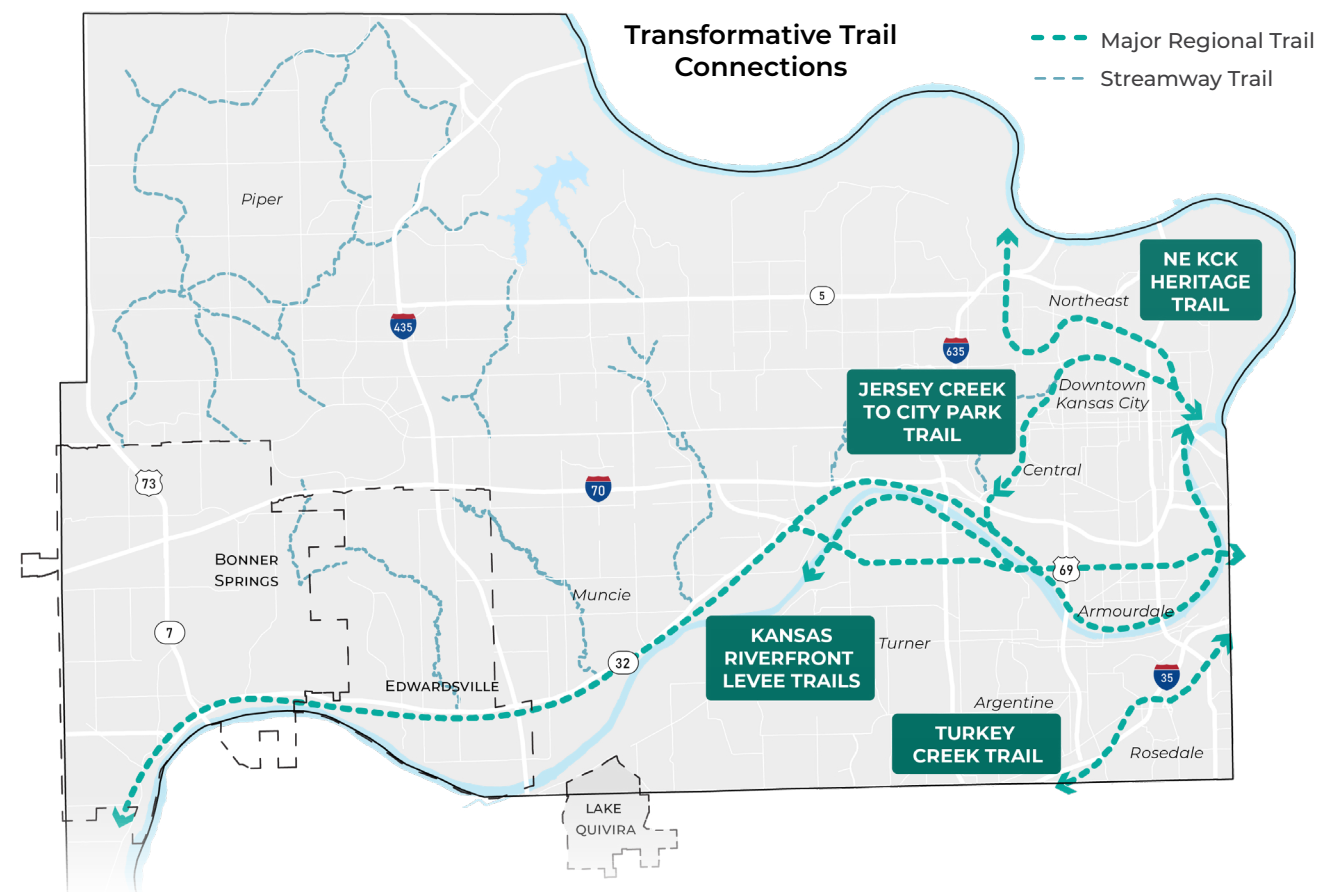 Transformative Trail
Connections
Major Regional Trail
Streamway Trail
Piper
NE KCK
HERITAGE
TRAIL
Northeast
5
435
635
JERSEY CREEK
TO CITY PARK
TRAIL
Downtown
Kansas City
Central
73
70
BONNER
SPRINGS
69
Muncie
Armourdale
7
KANSAS
RIVERFRONT
LEVEE TRAILS
Turner
32
35
EDWARDSVILLE
Argentine
TURKEY
CREEK TRAIL
Rosedale
LAKE
QUIVIRA